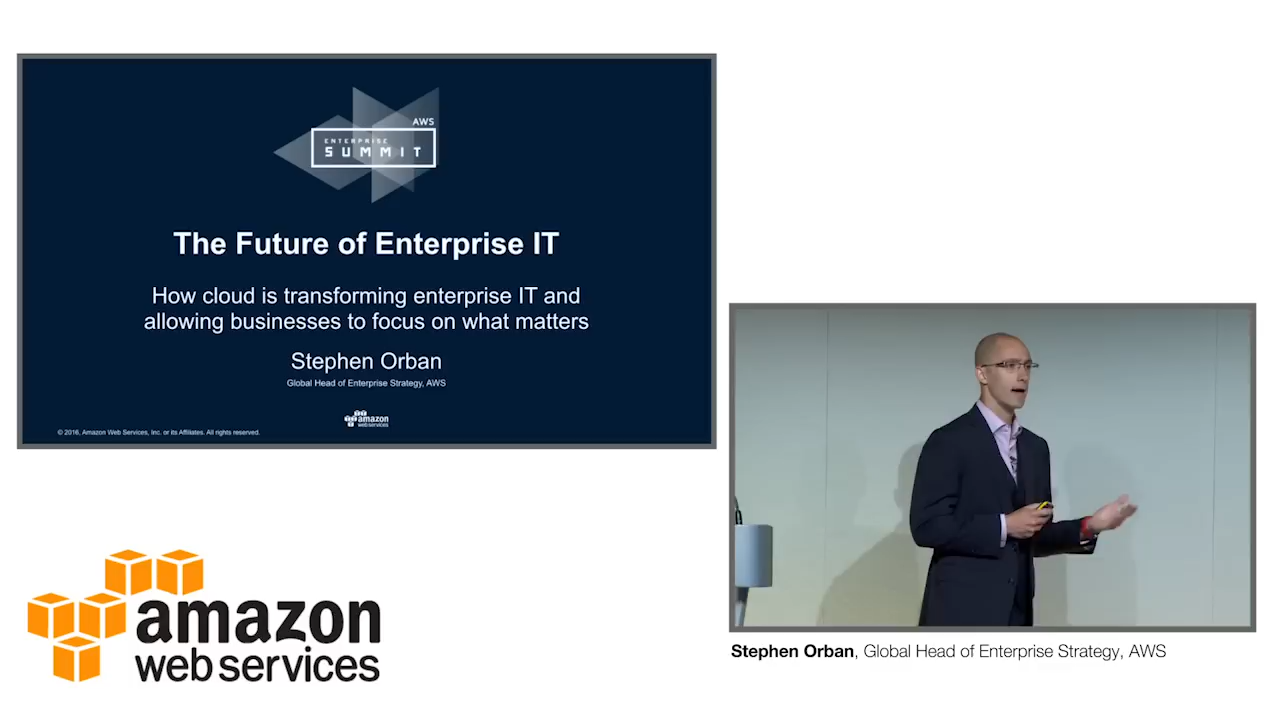 AWS
ENTERPRISE
SUMMIT
The Future of Enterprise IT
How cloud is transforming enterprise IT and
allowing businesses to focus on what matters
Stephen Orban
Global Head of Enterprise Strategy, AWS
amazon
web services
© 2016, Amazon Web Services, Inc. or its Affiliates. All rights reserved.
amazon
web services
Stephen Orban, Global Head of Enterprise Strategy, AWS